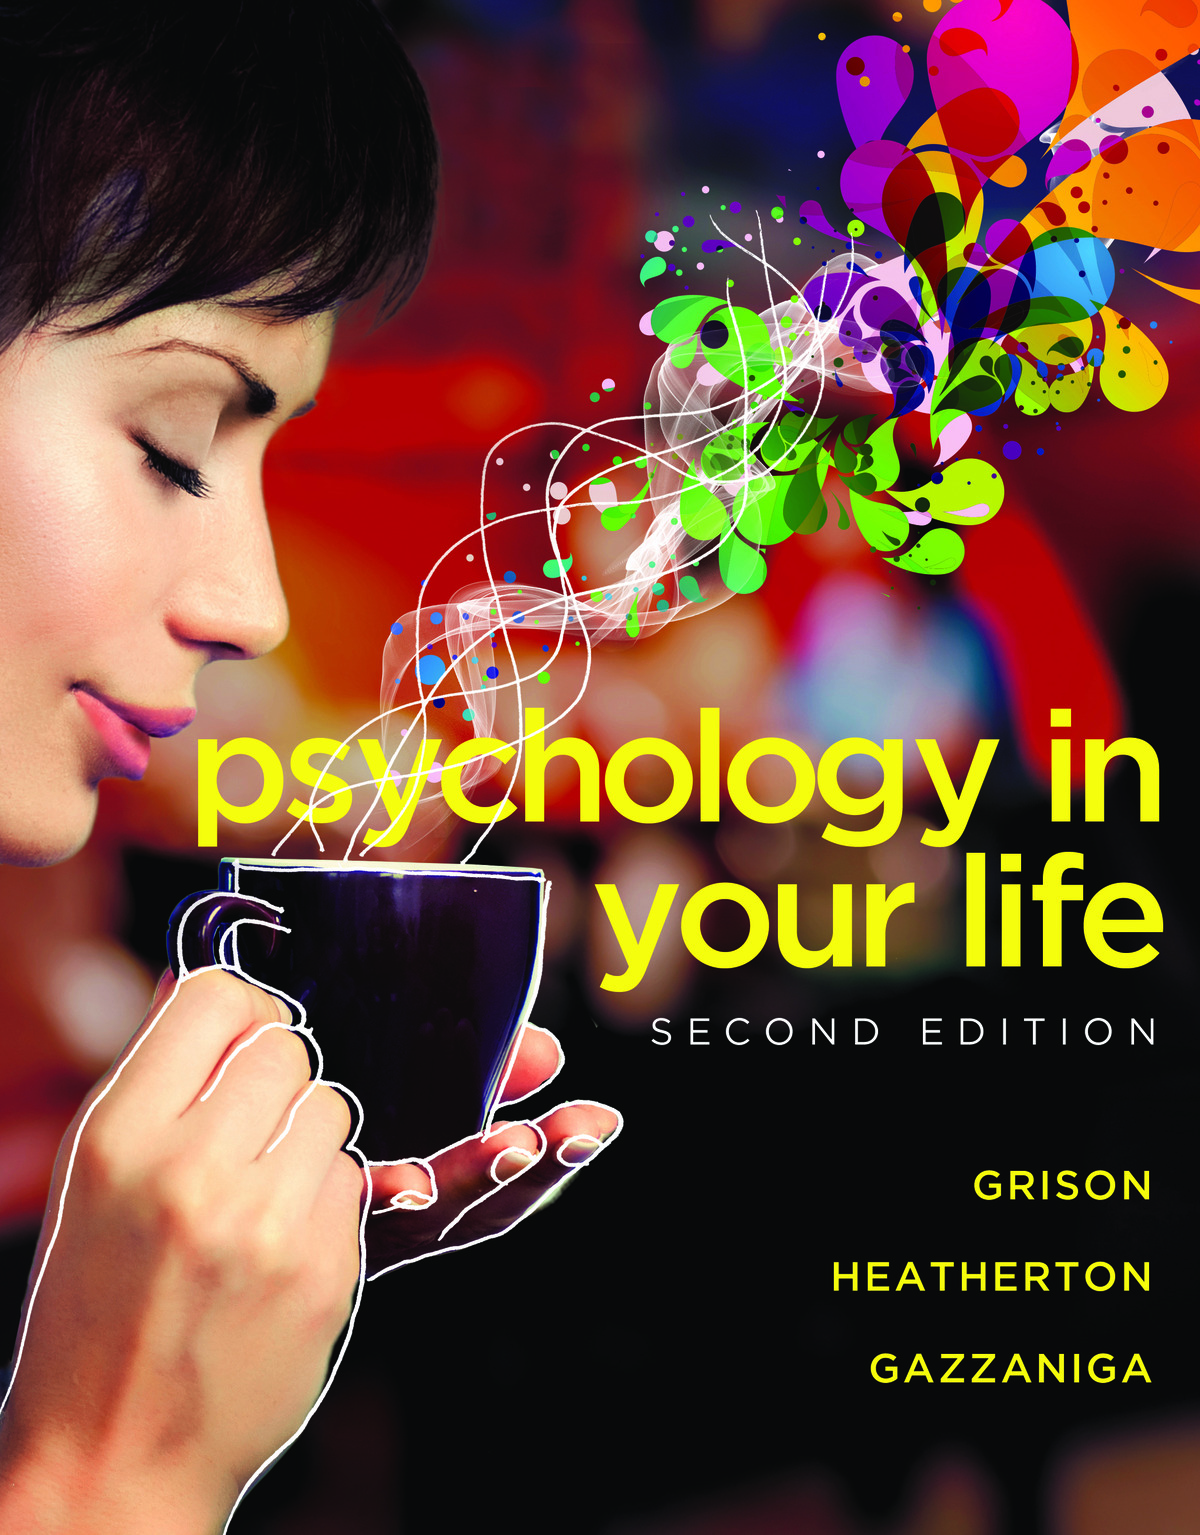 psychology in
your life
SECOND EDITION
GRISON
HEATHERTON
GAZZANIGA